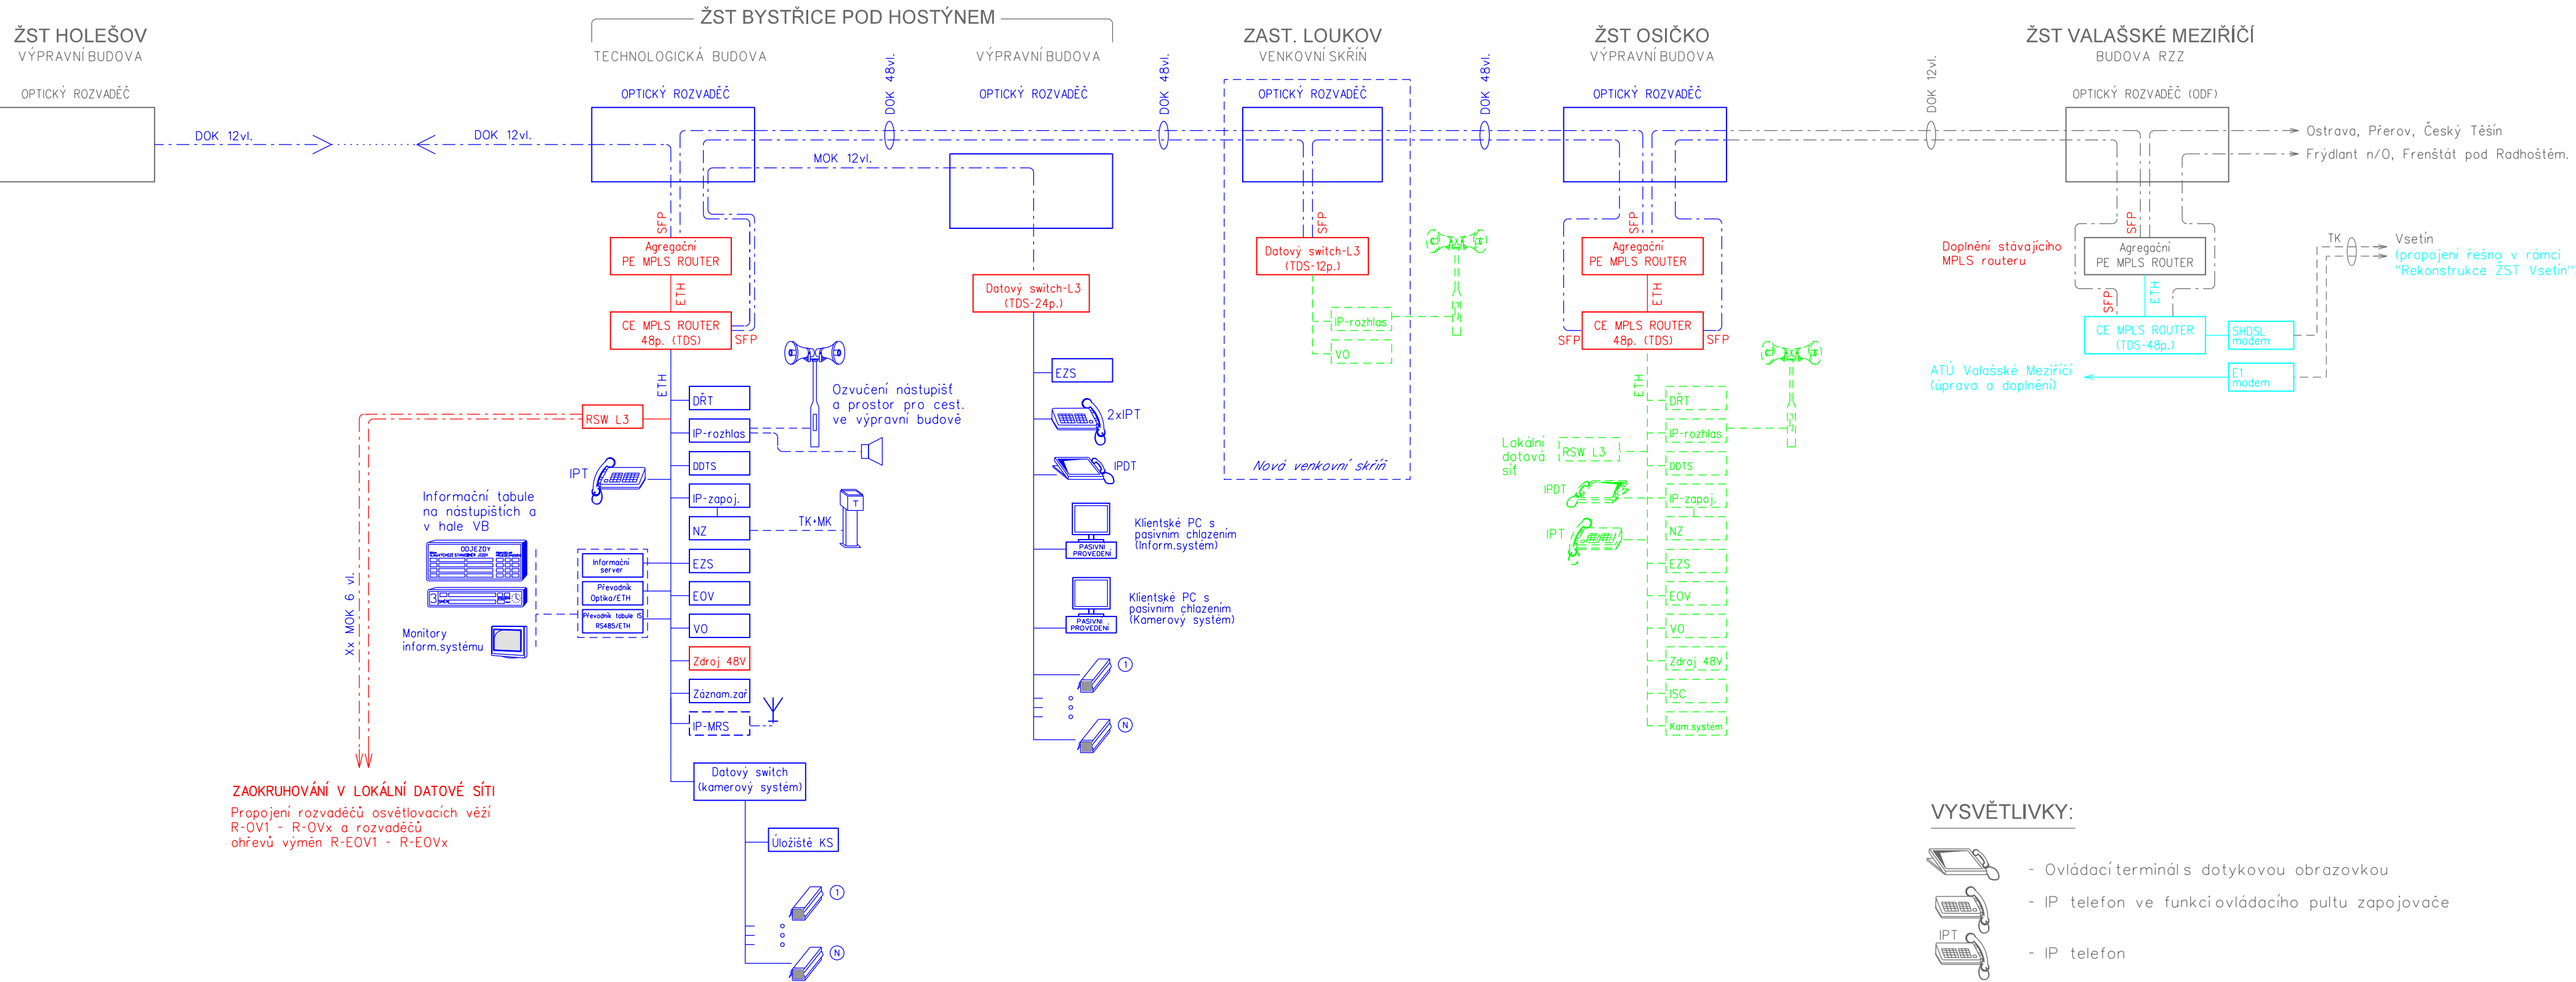 ŽST HOLEŠOV
VÝPRAVNÍ BUDOVA
OPTICKÝ ROZVADĚČ
DOK 12vl.
DOK 12vl.
ŽST BYSTŘICE POD HOSTÝNEM
TECHNOLOGICKÁ BUDOVA
OPTICKÝ ROZVADĚČ
VÝPRAVNÍ BUDOVA
OPTICKÝ ROZVADĚČ
DOK 48vl.
MOK 12vl.
DOK 48vl.
ZAST. LOUKOV
VENKOVNÍ SKŘÍŇ
OPTICKÝ ROZVADĚČ
DOK 48vl.
ŽST OSIČKO
VÝPRAVNÍ BUDOVA
OPTICKÝ ROZVADĚČ
DOK 12vl.
ŽST VALAŠSKÉ MEZIŘÍČÍ
BUDOVA RZZ
OPTICKÝ ROZVADĚČ (ODF)
Ostrava, Přerov, Český Těšín
Frýdlant n/O, Frenštát pod Radhoštěm.
SFP
Agregační
PE MPLS ROUTER
ETH
CE MPLS ROUTER
48p. (TDS)
SFP
ETH
RSW L3
DŘT
IP-rozhlas
DDTS
IP-zapoj.
NZ
EZS
EOV
VO
Zdroj 48V
Záznam.zař
IP-MRS
IPT
Ozvučení nástupišť
a prostor pro cest.
ve výpravní budově
TK+MK
T
Informační tabule
na nástupištích a
v hale VB
ODJEZDY
3
Monitory
inform.systému
Informační
server
Převodník
Optika/ETH
Převodník tabule IS
RS485/ETH
Xx MOK 6 vl.
ZAOKRUHOVÁNÍ V LOKÁLNÍ DATOVÉ SÍTI
Propojení rozvaděčů osvětlovacích věží
R-OV1 - R-OVx a rozvaděčů
ohřevů výměn R-EOV1 - R-EOVx
Datový switch
(kamerový systém)
Úložiště KS
1
N
Datový switch-L3
(TDS-24p.)
EZS
2xIPT
IPDT
PASIVNÍ
PROVEDENÍ
Klientské PC s
pasivním chlazením
(Inform.systém)
PASIVNÍ
PROVEDENÍ
Klientské PC s
pasivním chlazením
(Kamerový systém)
1
N
SFP
Datový switch-L3
(TDS-12p.)
IP-rozhlas
VO
Nová venkovní skříň
SFP
Agregační
PE MPLS ROUTER
ETH
CE MPLS ROUTER
48p. (TDS)
SFP
SFP
ETH
Lokální
datová
síť
RSW L3
IPDT
IPT
DŘT
IP-rozhlas
DDTS
IP-zapoj.
NZ
EZS
EOV
VO
Zdroj 48V
ISC
Kam.systém
Doplnění stávajícího
MPLS routeru
SFP
Agregační
PE MPLS ROUTER
SFP
ETH
CE MPLS ROUTER
(TDS-48p.)
SHDSL
modem
E1
modem
ATÚ Valašské Meziříčí
(úprava a doplnění)
TK
Vsetín
(propojení řešno v rámci
"Rekonstrukce ŽST Vsetín"
VYSVĚTLIVKY:
- Ovládací terminál s dotykovou obrazovkou
- IP telefon ve funkci ovládacího pultu zapojovače
IPT
- IP telefon